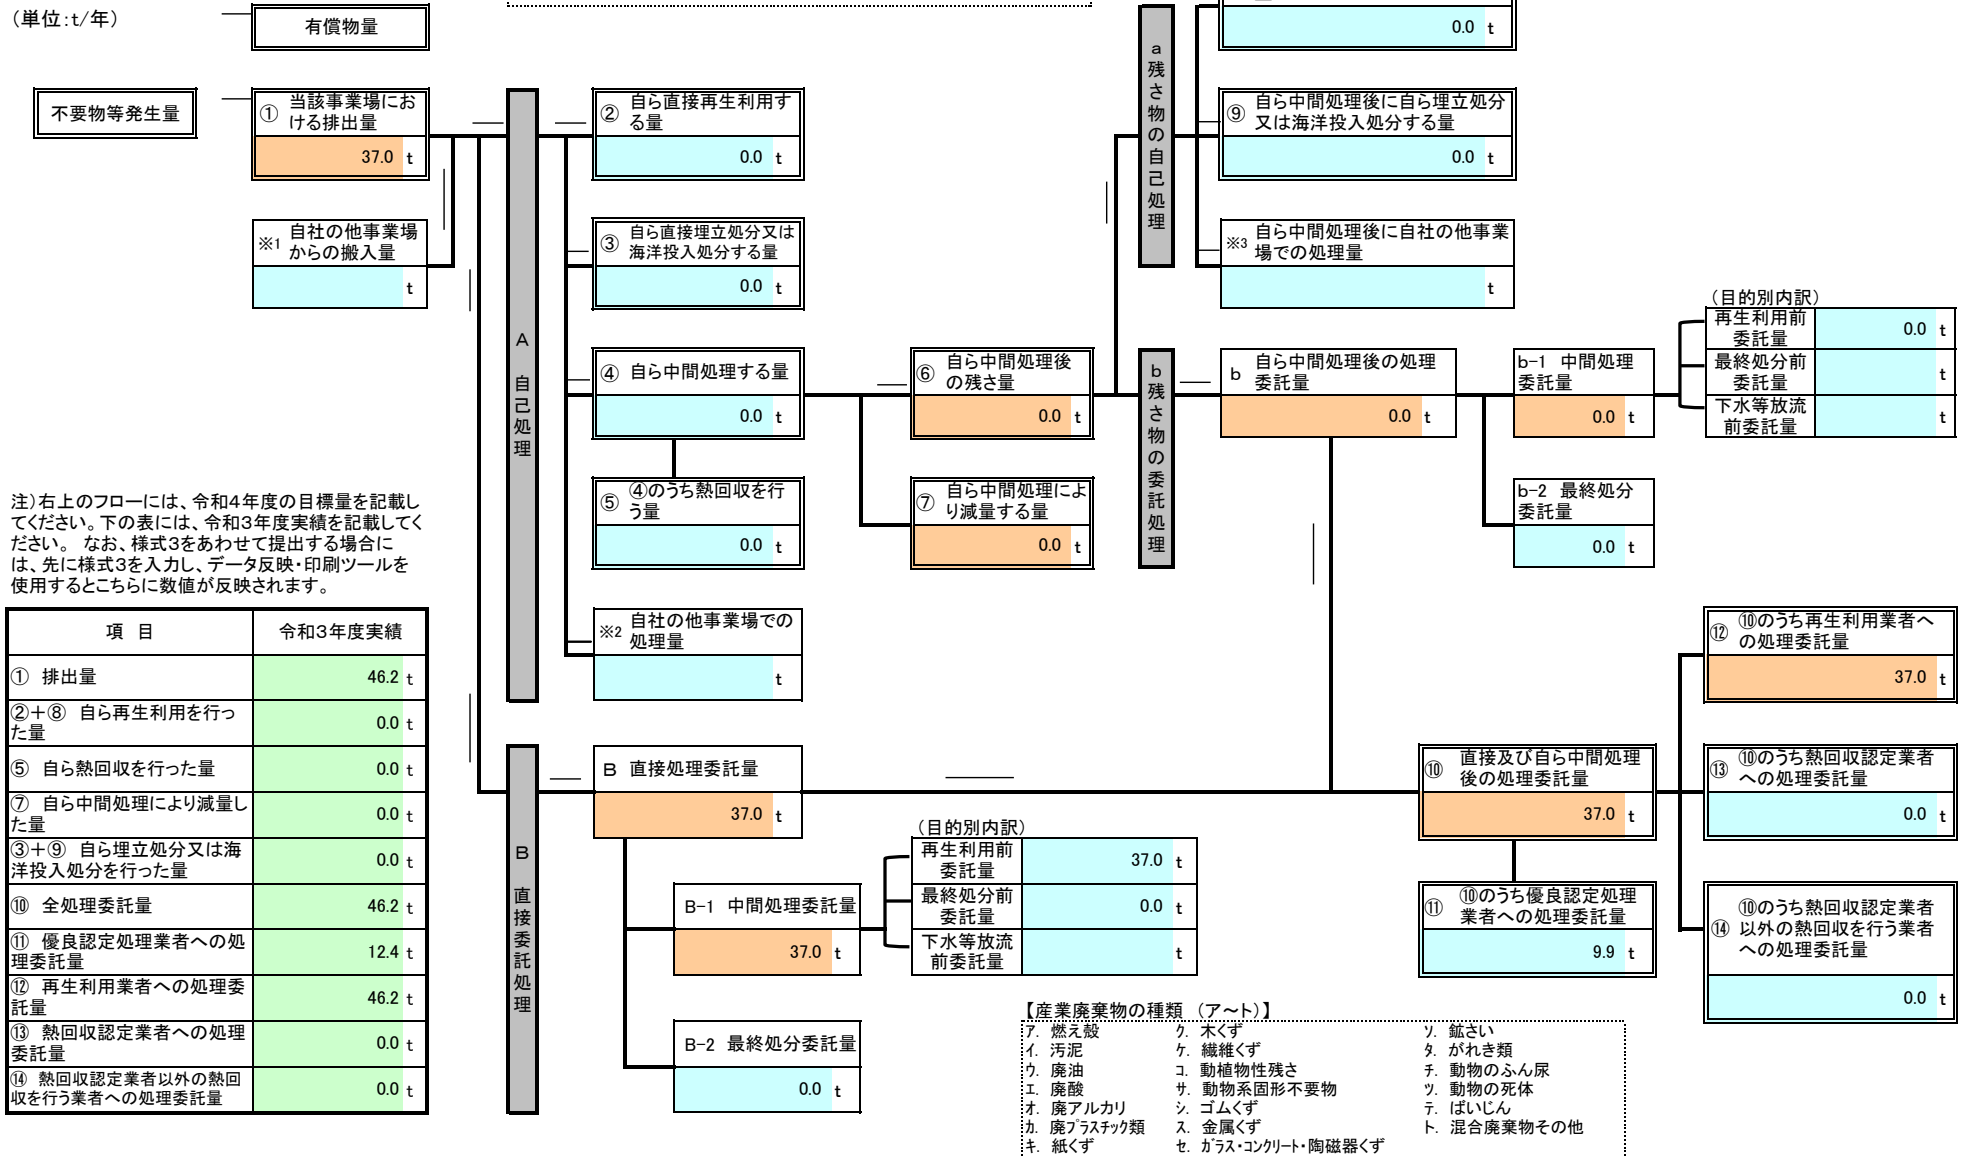 （単位：t/年）
有償物量
0.0 t
不要物等発生量
① 当該事業場にお
ける排出量
37.0 t
※1 自社の他事業場
からの搬入量
t
A 自己処理
② 自ら直接再生利用す
る量
0.0 t
③ 自ら直接埋立処分又は
海洋投入処分する量
0.0 t
④ 自ら中間処理する量
0.0 t
⑤ ④のうち熱回収を行
う量
0.0 t
※2 自社の他事業場での
処理量
t
⑥ 自ら中間処理後
の残さ量
0.0 t
⑦ 自ら中間処理によ
り減量する量
0.0 t
a 残さ物の自己処理
⑨ 自ら中間処理後に自ら埋立処分
又は海洋投入処分する量
0.0 t
※3 自ら中間処理後に自社の他事業
場での処理量
t
b 残さ物の委託処理
b 自ら中間処理後の処理
委託量
0.0 t
b-1 中間処理
委託量
0.0 t
（目的別内訳）
再生利用前
委託量
0.0 t
最終処分前
委託量
t
下水等放流
前委託量
t
b-2 最終処分
委託量
0.0 t
注）右上のフローには、令和４年度の目標量を記載し
てください。下の表には、令和３年度実績を記載してく
ださい。 なお、様式３をあわせて提出する場合に
は、先に様式３を入力し、データ反映・印刷ツールを
使用するとこちらに数値が反映されます。
項 目 令和３年度実績
① 排出量 46.2 t
②＋⑧ 自ら再生利用を行っ
た量
0.0 t
⑤ 自ら熱回収を行った量 0.0 t
⑦ 自ら中間処理により減量し
た量
0.0 t
③＋⑨ 自ら埋立処分又は海
洋投入処分を行った量
0.0 t
⑩ 全処理委託量 46.2 t
⑪ 優良認定処理業者への処
理委託量
12.4 t
⑫ 再生利用業者への処理委
託量
46.2 t
⑬ 熱回収認定業者への処理
委託量
0.0 t
⑭ 熱回収認定業者以外の熱回
収を行う業者への処理委託量
0.0 t
B 直接委託処理
B 直接処理委託量
37.0 t
B-1 中間処理委託量
37.0 t
（目的別内訳）
再生利用前
委託量
37.0 t
最終処分前
委託量
0.0 t
下水等放流
前委託量
t
B-2 最終処分委託量
0.0 t
⑩ 直接及び自ら中間処理
後の処理委託量
37.0 t
⑪ ⑩のうち優良認定処理
業者への処理委託量
9.9 t
⑫ ⑩のうち再生利用業者へ
の処理委託量
37.0 t
⑬ ⑩のうち熱回収認定業者
への処理委託量
0.0 t
⑭ ⑩のうち熱回収認定業者
以外の熱回収を行う業者
への処理委託量
0.0 t
【産業廃棄物の種類 （ア～ト）】
ア. 燃え殻 ク. 木くず ソ. 鉱さい
イ. 汚泥 ケ. 繊維くず タ. がれき類
ウ. 廃油 コ. 動植物性残さ チ. 動物のふん尿
エ. 廃酸 サ. 動物系固形不要物 ツ. 動物の死体
オ. 廃アルカリ シ. ゴムくず テ. ばいじん
カ. 廃プラスチック類 ス. 金属くず ト. 混合廃棄物その他
キ. 紙くず セ. ガラス・コンクリート・陶磁器くず